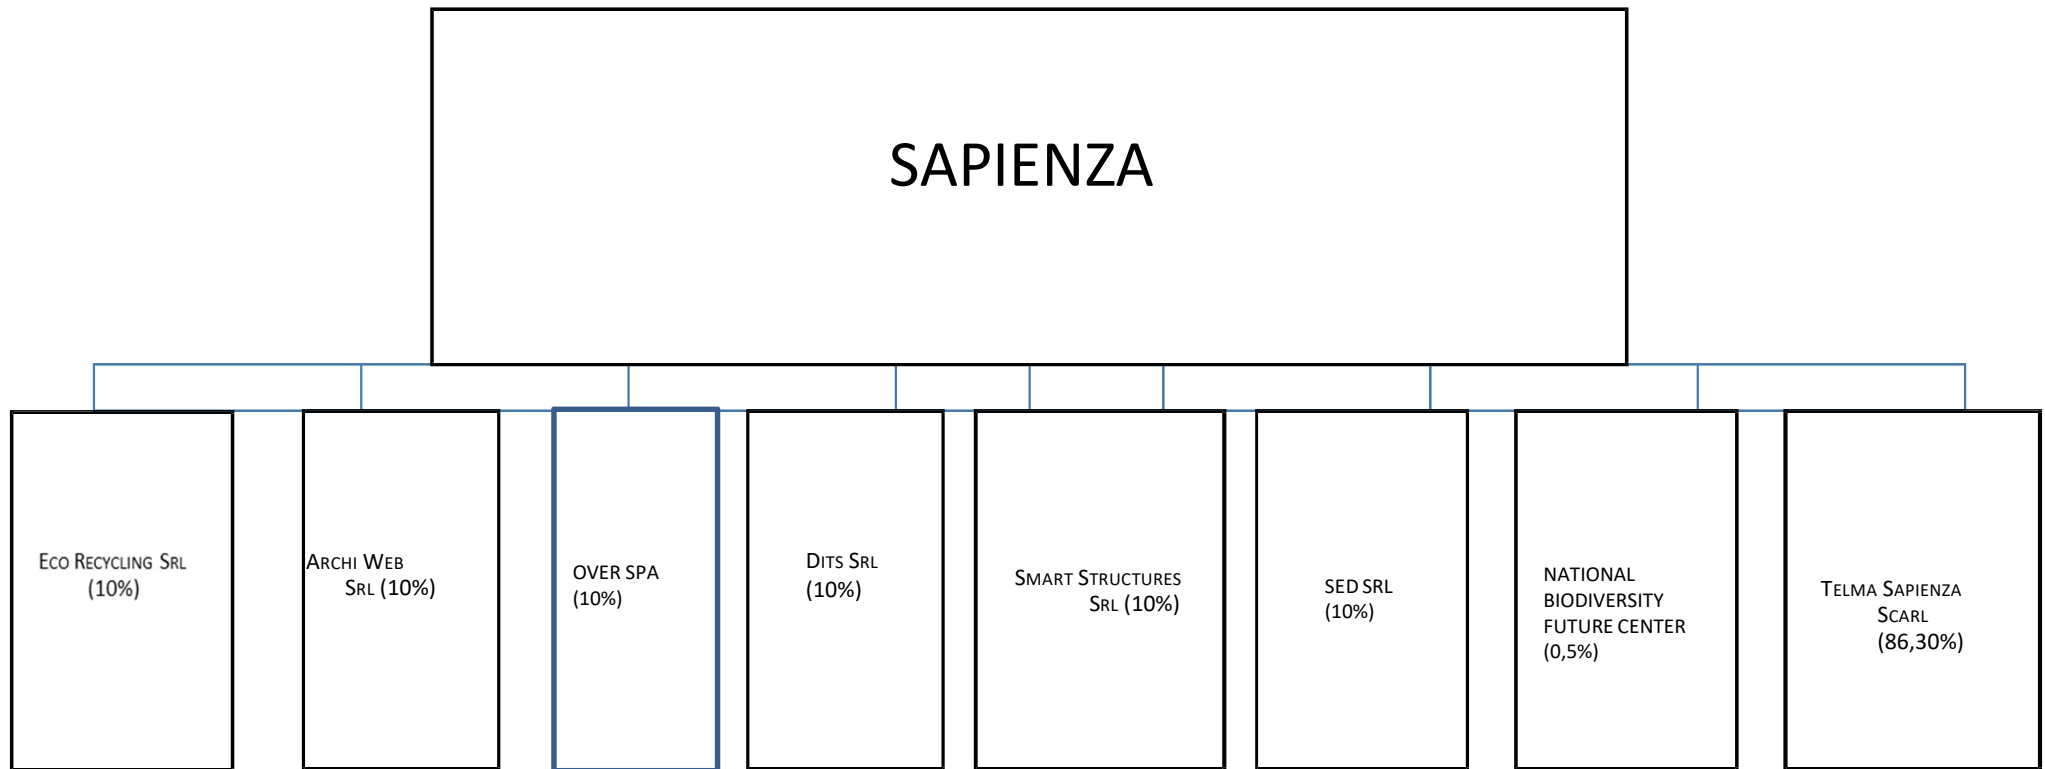 SAPIENZA
Eco Recycling Srl
(10%)
Archi Web
Srl (10%)
OVER SPA
(10%)
Dits Srl
(10%)
Smart Structures
Srl (10%)
SED SRL
(10%)
NATIONAL
BIODIVERSITY
FUTURE CENTER
(0,5%)
Telma Sapienza
Scarl
(86,30%)